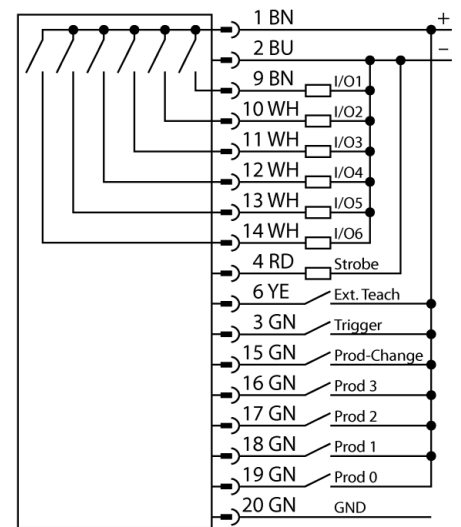 1 BN +
2 BU −
9 BN I/O1
10 WH I/O2
11 WH I/O3
12 WH I/O4
13 WH I/O5
14 WH I/O6
4 RD Strobe
6 YE Ext. Teach
3 GN Trigger
15 GN Prod-Change
16 GN Prod 3
17 GN Prod 2
18 GN Prod 1
19 GN Prod 0
20 GN GND